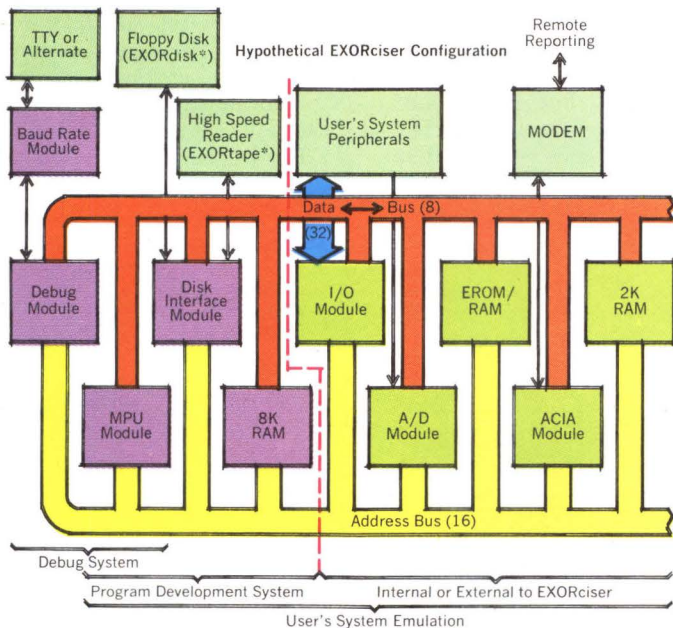 TTY or
Alternate
Floppy Disk
(EXORdisk*)
Hypothetical EXORciser Configuration
Remote
Reporting
Baud Rate
Module
High Speed
Reader
(EXORtape*)
User's System
Peripherals
MODEM
Data
Bus (8)
(32)
Debug
Module
Disk
Interface
Module
I/O
Module
EROM/
RAM
2K
RAM
MPU
Module
8K
RAM
A/D
Module
ACIA
Module
Address Bus (16)
Debug System
Program Development System
Internal or External to EXORciser
User's System Emulation